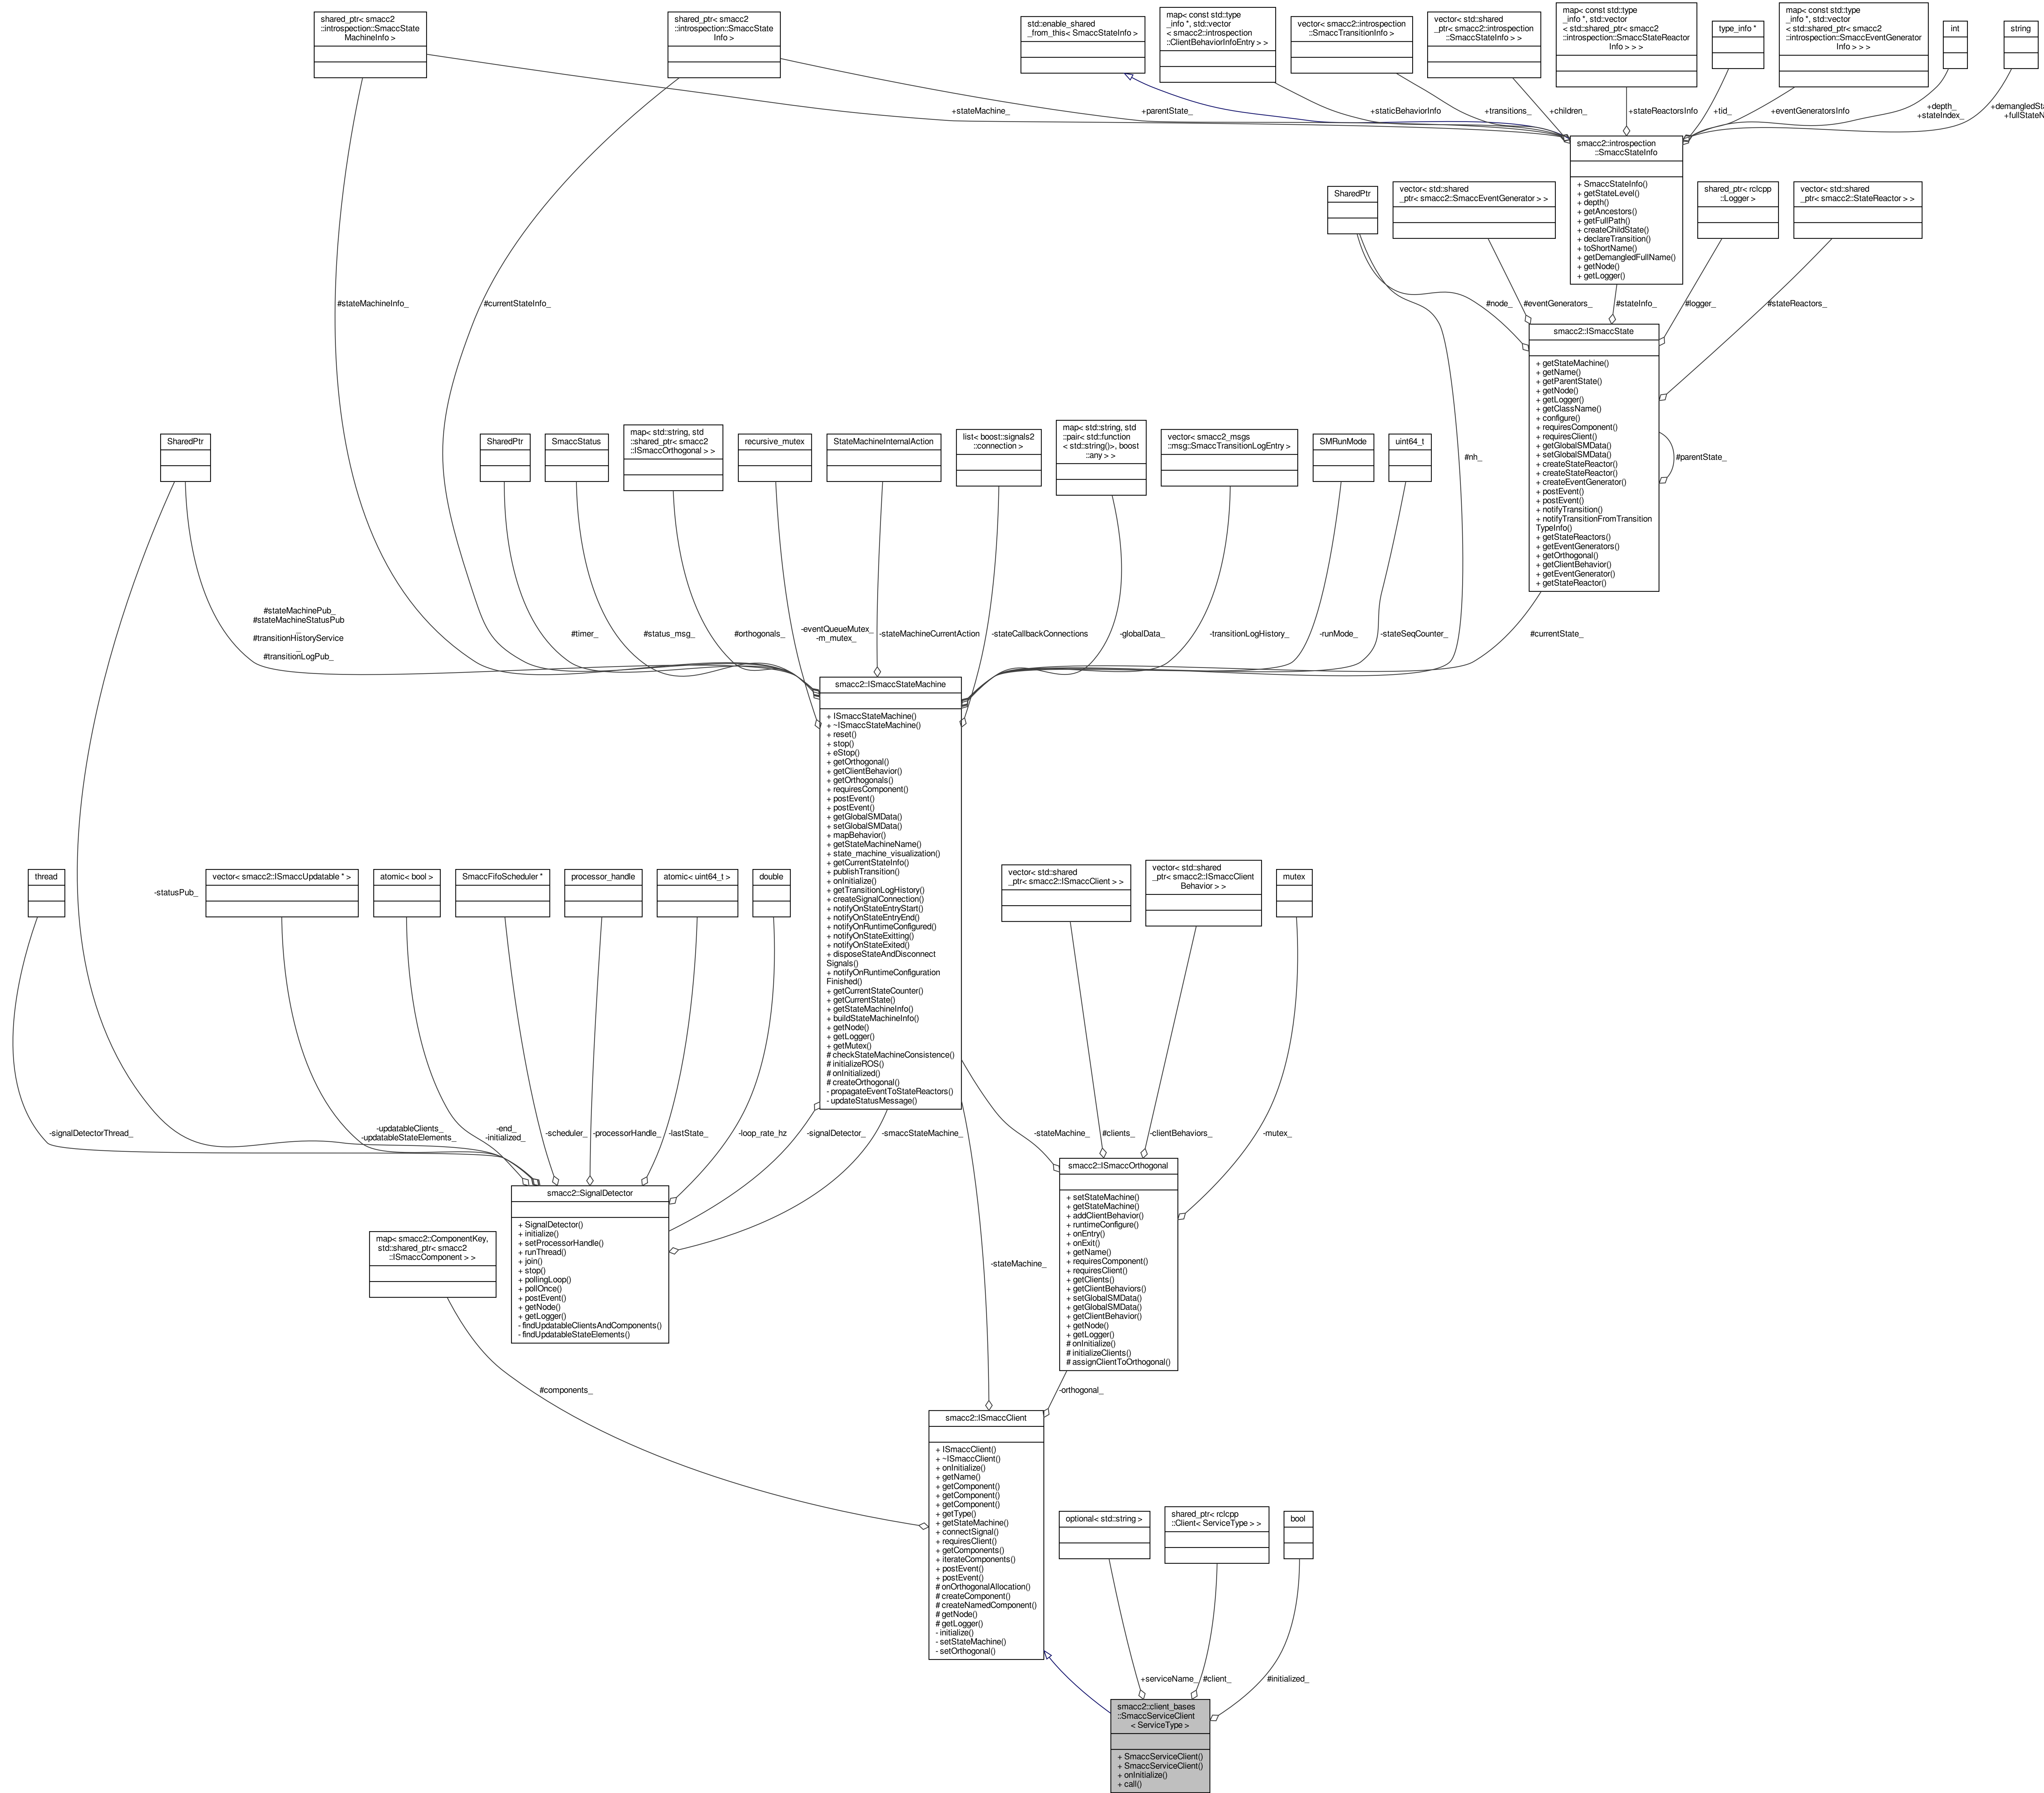 shared_ptr< smacc2
::introspection::SmaccState
MachineInfo >
shared_ptr< smacc2
::introspection::SmaccState
Info >
std::enable_shared
_from_this< SmaccStateInfo >
map< const std::type
_info *, std::vector
< smacc2::introspection
::ClientBehaviorInfoEntry > >
vector< smacc2::introspection
::SmaccTransitionInfo >
vector< std::shared
_ptr< smacc2::introspection
::SmaccStateInfo > >
map< const std::type
_info *, std::vector
< std::shared_ptr< smacc2
::introspection::SmaccStateReactor
Info > > >
type_info *
map< const std::type
_info *, std::vector
< std::shared_ptr< smacc2
::introspection::SmaccEventGenerator
Info > > >
int
string
+stateMachine_
+parentState_
+staticBehaviorInfo
+transitions_
+children_
+stateReactorsInfo
+tid_
+eventGeneratorsInfo
+depth_
+stateIndex_
+demangledSt
+fullStateN
smacc2::introspection
::SmaccStateInfo
+ SmaccStateInfo()
+ getStateLevel()
+ depth()
+ getAncestors()
+ getFullPath()
+ createChildState()
+ declareTransition()
+ toShortName()
+ getDemangledFullName()
+ getNode()
+ getLogger()
SharedPtr
vector< std::shared
_ptr< smacc2::SmaccEventGenerator > >
shared_ptr< rclcpp
::Logger >
vector< std::shared
_ptr< smacc2::StateReactor > >
#stateMachineInfo_
#currentStateInfo_
#node_
#eventGenerators_
#stateInfo_
#logger_
#stateReactors_
smacc2::ISmaccState
+ getStateMachine()
+ getName()
+ getParentState()
+ getNode()
+ getLogger()
+ getClassName()
+ configure()
+ requiresComponent()
+ requiresClient()
+ getGlobalSMData()
+ setGlobalSMData()
+ createStateReactor()
+ createStateReactor()
+ createEventGenerator()
+ postEvent()
+ postEvent()
+ notifyTransition()
+ notifyTransitionFromTransition
TypeInfo()
+ getStateReactors()
+ getEventGenerators()
+ getOrthogonal()
+ getClientBehavior()
+ getEventGenerator()
+ getStateReactor()
#parentState_
#nh_
SharedPtr
SharedPtr
SmaccStatus
map< std::string, std
::shared_ptr< smacc2
::ISmaccOrthogonal > >
recursive_mutex
StateMachineInternalAction
list< boost::signals2
::connection >
map< std::string, std
::pair< std::function
< std::string()>, boost
::any > >
vector< smacc2_msgs
::msg::SmaccTransitionLogEntry >
SMRunMode
uint64_t
#stateMachinePub_
#stateMachineStatusPub
_
#transitionHistoryService
_
#transitionLogPub_
#timer_
#status_msg_
#orthogonals_
-eventQueueMutex_
-m_mutex_
-stateMachineCurrentAction
-stateCallbackConnections
-globalData_
-transitionLogHistory_
-runMode_
-stateSeqCounter_
#currentState_
smacc2::ISmaccStateMachine
+ ISmaccStateMachine()
+ ~ISmaccStateMachine()
+ reset()
+ stop()
+ eStop()
+ getOrthogonal()
+ getClientBehavior()
+ getOrthogonals()
+ requiresComponent()
+ postEvent()
+ postEvent()
+ getGlobalSMData()
+ setGlobalSMData()
+ mapBehavior()
+ getStateMachineName()
+ state_machine_visualization()
+ getCurrentStateInfo()
+ publishTransition()
+ onInitialize()
+ getTransitionLogHistory()
+ createSignalConnection()
+ notifyOnStateEntryStart()
+ notifyOnStateEntryEnd()
+ notifyOnRuntimeConfigured()
+ notifyOnStateExitting()
+ notifyOnStateExited()
+ disposeStateAndDisconnect
Signals()
+ notifyOnRuntimeConfiguration
Finished()
+ getCurrentStateCounter()
+ getCurrentState()
+ getStateMachineInfo()
+ buildStateMachineInfo()
+ getNode()
+ getLogger()
+ getMutex()
# checkStateMachineConsistence()
# initializeROS()
# onInitialized()
# createOrthogonal()
- propagateEventToStateReactors()
- updateStatusMessage()
thread
-statusPub_
vector< smacc2::ISmaccUpdatable * >
atomic< bool >
SmaccFifoScheduler *
processor_handle
atomic< uint64_t >
double
vector< std::shared
_ptr< smacc2::ISmaccClient > >
vector< std::shared
_ptr< smacc2::ISmaccClient
Behavior > >
mutex
-signalDetectorThread_
-updatableClients_
-updatableStateElements_
-end_
-initialized_
-scheduler_
-processorHandle_
-lastState_
-loop_rate_hz
-signalDetector_
-smaccStateMachine_
-stateMachine_
#clients_
-clientBehaviors_
-mutex_
smacc2::SignalDetector
+ SignalDetector()
+ initialize()
+ setProcessorHandle()
+ runThread()
+ join()
+ stop()
+ pollingLoop()
+ pollOnce()
+ postEvent()
+ getNode()
+ getLogger()
- findUpdatableClientsAndComponents()
- findUpdatableStateElements()
smacc2::ISmaccOrthogonal
+ setStateMachine()
+ getStateMachine()
+ addClientBehavior()
+ runtimeConfigure()
+ onEntry()
+ onExit()
+ getName()
+ requiresComponent()
+ requiresClient()
+ getClients()
+ getClientBehaviors()
+ setGlobalSMData()
+ getGlobalSMData()
+ getClientBehavior()
+ getNode()
+ getLogger()
# onInitialize()
# initializeClients()
# assignClientToOrthogonal()
map< smacc2::ComponentKey,
std::shared_ptr< smacc2
::ISmaccComponent > >
-stateMachine_
#components_
-orthogonal_
smacc2::ISmaccClient
+ ISmaccClient()
+ ~ISmaccClient()
+ onInitialize()
+ getName()
+ getComponent()
+ getComponent()
+ getComponent()
+ getType()
+ getStateMachine()
+ connectSignal()
+ requiresClient()
+ getComponents()
+ iterateComponents()
+ postEvent()
+ postEvent()
# onOrthogonalAllocation()
# createComponent()
# createNamedComponent()
# getNode()
# getLogger()
- initialize()
- setStateMachine()
- setOrthogonal()
optional< std::string >
shared_ptr< rclcpp
::Client< ServiceType > >
bool
+serviceName_
#client_
#initialized_
smacc2::client_bases
::SmaccServiceClient
< ServiceType >
+ SmaccServiceClient()
+ SmaccServiceClient()
+ onInitialize()
+ call()